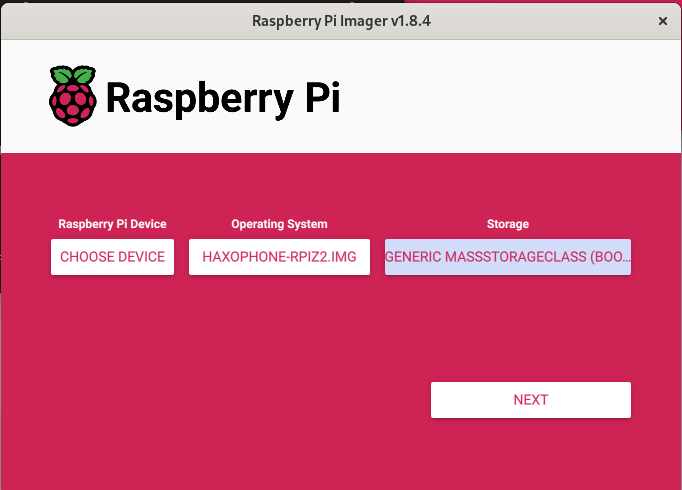 Raspberry Pi Imager v1.8.4
×
Raspberry Pi
Raspberry Pi Device
Operating System
Storage
CHOOSE DEVICE
HAXOPHONE-RPIZ2.IMG
GENERIC MASSSTORAGECLASS (BOO...
NEXT